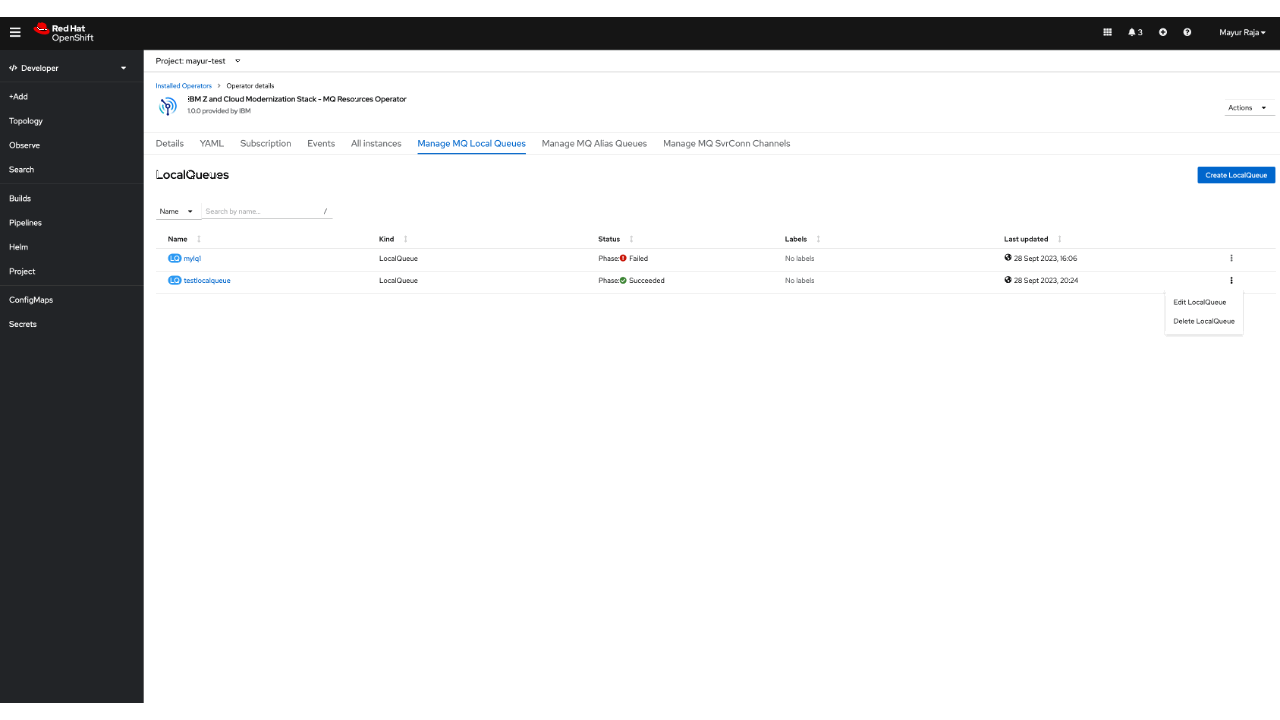 Red Hat
OpenShift
3
Mayur Raja
Developer
+Add
Topology
Observe
Search
Builds
Pipelines
Helm
Project
ConfigMaps
Secrets
Project: mayur-test
Installed Operators > Operator details
IBM Z and Cloud Modernization Stack - MQ Resources Operator
1.0.0 provided by IBM
Actions
Details YAML Subscription Events All instances Manage MQ Local Queues Manage MQ Alias Queues Manage MQ SvrConn Channels
LocalQueues
Create LocalQueue
Name Search by name... /
Name Kind Status Labels Last updated
LQ mylq1 LocalQueue Phase: Failed No labels 28 Sept 2023, 16:06
LQ testlocalqueue LocalQueue Phase: Succeeded No labels 28 Sept 2023, 20:24
Edit LocalQueue
Delete LocalQueue